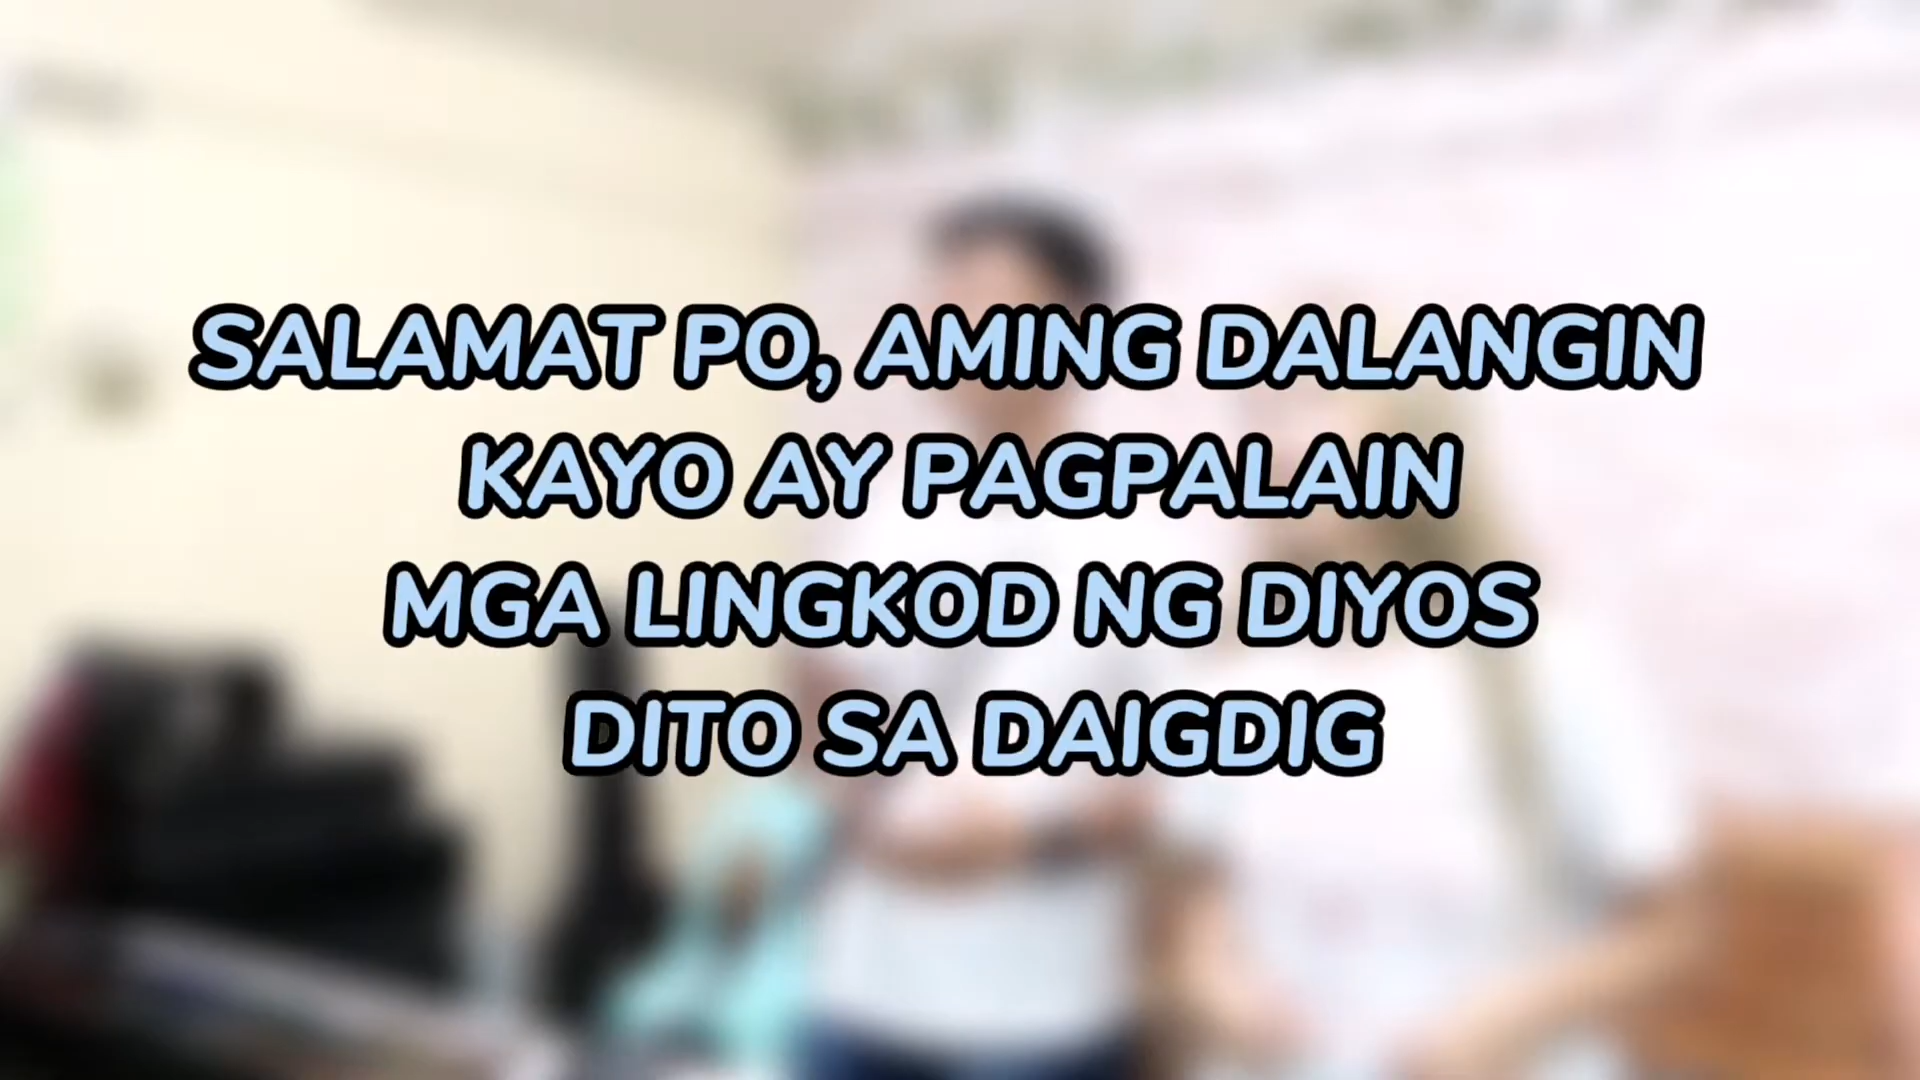 SALAMAT PO, AMING DALANGIN
KAYO AY PAGPALAIN
MGA LINGKOD NG DIYOS
DITO SA DAIGDIG